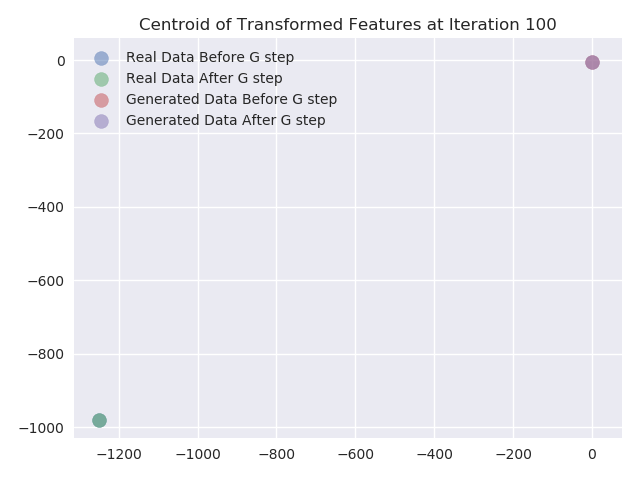 Centroid of Transformed Features at Iteration 100
0
Real Data Before G step
Real Data After G step
Generated Data Before G step
Generated Data After G step
−200
−400
−600
−800
−1000
−1200 −1000 −800 −600 −400 −200 0